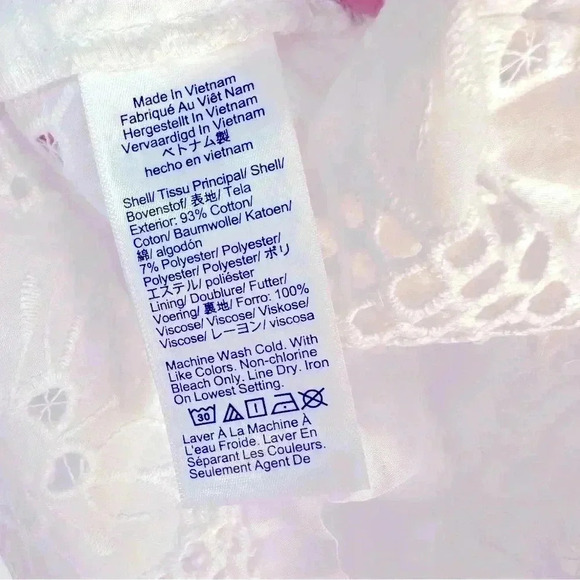 Made In Vietnam
Fabriqué Au Viêt Nam
Hergestellt In Vietnam
Vervaardigd In Vietnam
ベトナム製
hecho en vietnam
Shell/ Tissu Principal/ Shell/
Bovenstof/ 表地/ Tela
Exterior: 93% Cotton/
Coton/ Baumwolle/ Katoen/
綿/ algodón
7% Polyester/ Polyester/
Polyester/ Polyester/ ポリ
エステル/ poliéster
Lining/ Doublure/ Futter/
Voering/ 裏地/ Forro: 100%
Viscose/ Viscose/ Viskose/
Viscose/ レーヨン/ viscosa
Machine Wash Cold. With
Like Colors. Non-chlorine
Bleach Only. Line Dry. Iron
On Lowest Setting.
30
Laver À La Machine À
L'eau Froide. Laver En
Séparant Les Couleurs.
Seulement Agent De